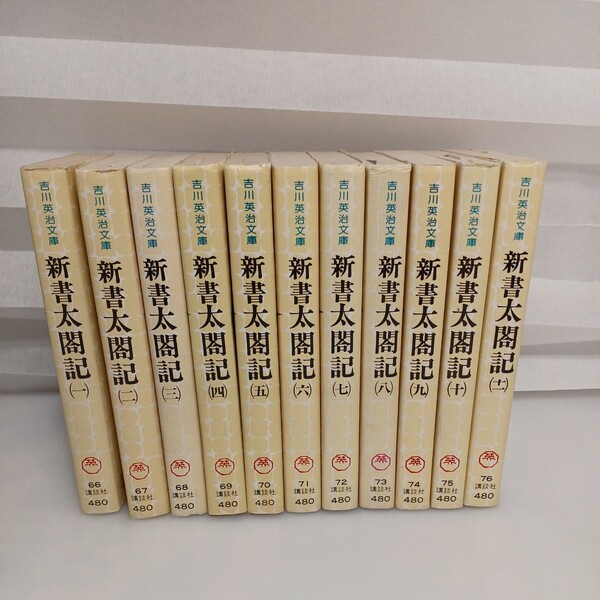 吉川英治文庫
新書太閤記
(一)
66
講談社
480
吉川英治文庫
新書太閤記
(二)
67
講談社
480
吉川英治文庫
新書太閤記
(三)
68
講談社
480
吉川英治文庫
新書太閤記
(四)
69
講談社
480
吉川英治文庫
新書太閤記
(五)
70
講談社
480
吉川英治文庫
新書太閤記
(六)
71
講談社
480
吉川英治文庫
新書太閤記
(七)
72
講談社
480
吉川英治文庫
新書太閤記
(八)
73
講談社
480
吉川英治文庫
新書太閤記
(九)
74
講談社
480
吉川英治文庫
新書太閤記
(十)
75
講談社
480
吉川英治文庫
新書太閤記
(十一)
76
講談社
480